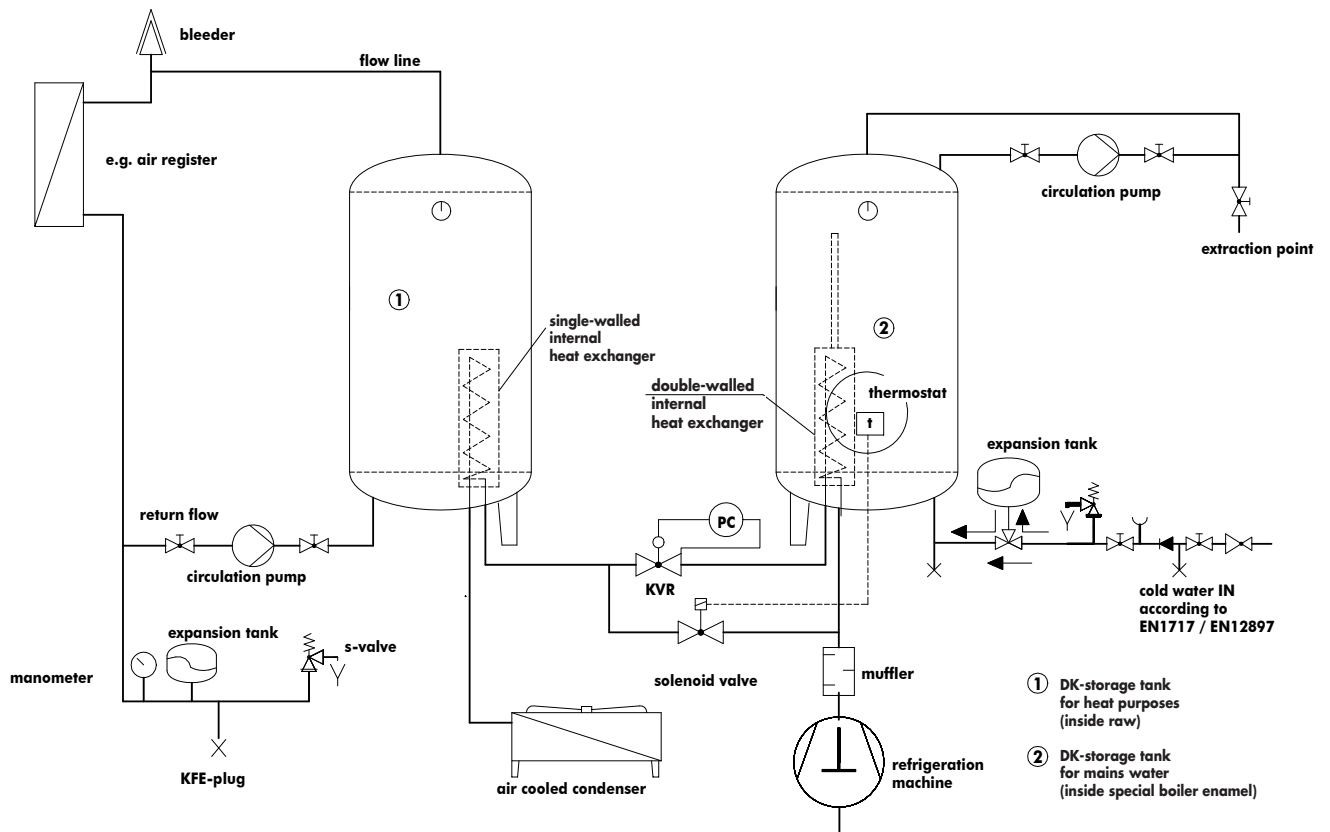 bleeder
flow line
e.g. air register
circulation pump
extraction point
1
2
single-walled
internal
heat exchanger
double-walled
internal
heat exchanger
thermostat
t
expansion tank
return flow
circulation pump
PC
KVR
cold water IN
according to
EN1717 / EN12897
expansion tank
s-valve
manometer
solenoid valve
muffler
KFE-plug
air cooled condenser
refrigeration
machine
1 DK-storage tank
for heat purposes
(inside raw)
2 DK-storage tank
for mains water
(inside special boiler enamel)